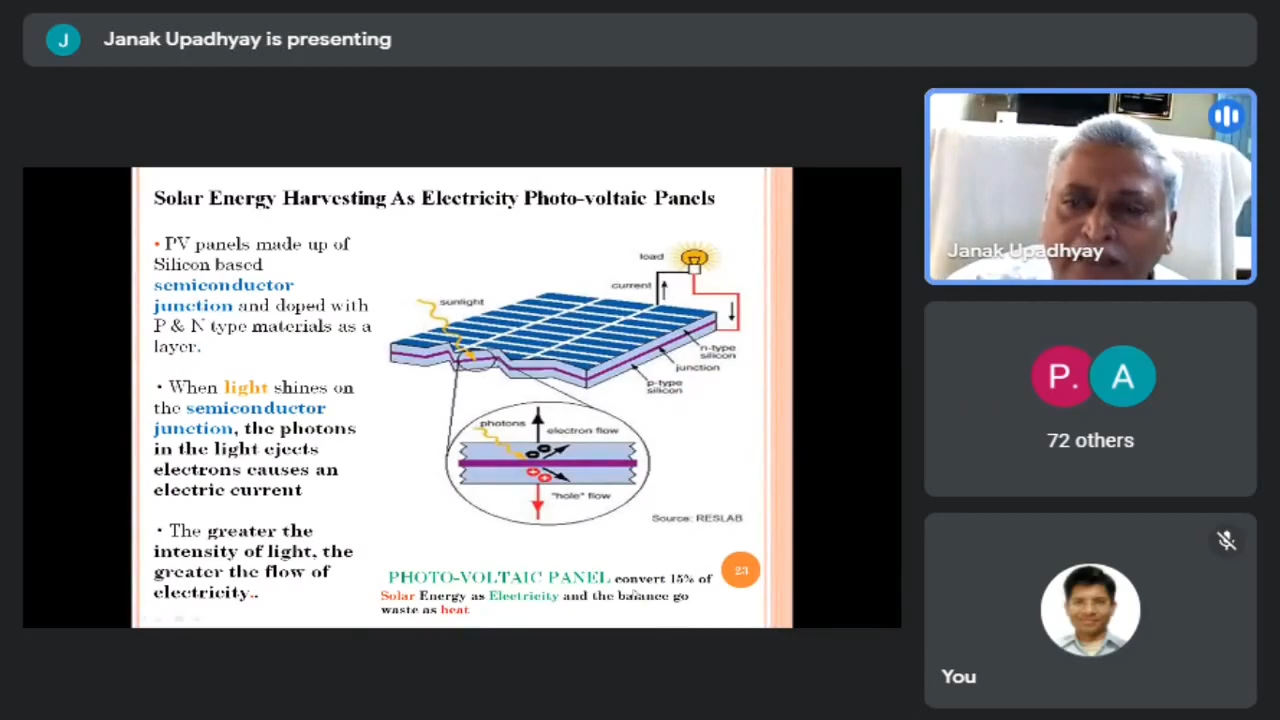 J
Janak Upadhyay is presenting
Solar Energy Harvesting As Electricity Photo-voltaic Panels
• PV panels made up of
Silicon based
semiconductor
junction and doped with
P & N type materials as a
layer.
• When light shines on
the semiconductor
junction, the photons
in the light ejects
electrons causes an
electric current
• The greater the
intensity of light, the
greater the flow of
electricity..
load
current
sunlight
n-type
silicon
junction
p-type
silicon
photons
electron flow
"hole" flow
Source: RESLAB
PHOTO-VOLTAIC PANEL convert 15% of
Solar Energy as Electricity and the balance go
waste as heat
23
Janak Upadhyay
P. A
72 others
You